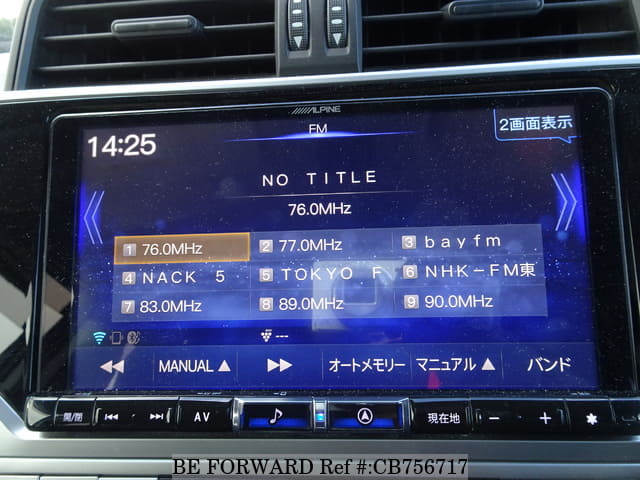 ALPINE
FM
2画面表示
14:25
NO TITLE
76.0MHz
1 76.0MHz 2 77.0MHz 3 bayfm
4 NACK 5 5 TOKYO F 6 NHK-FM東
7 83.0MHz 8 89.0MHz 9 90.0MHz
---
MANUAL ▲ オートメモリー マニュアル ▲ バンド
開/閉 AV 現在地 − +
BE FORWARD Ref #:CB756717